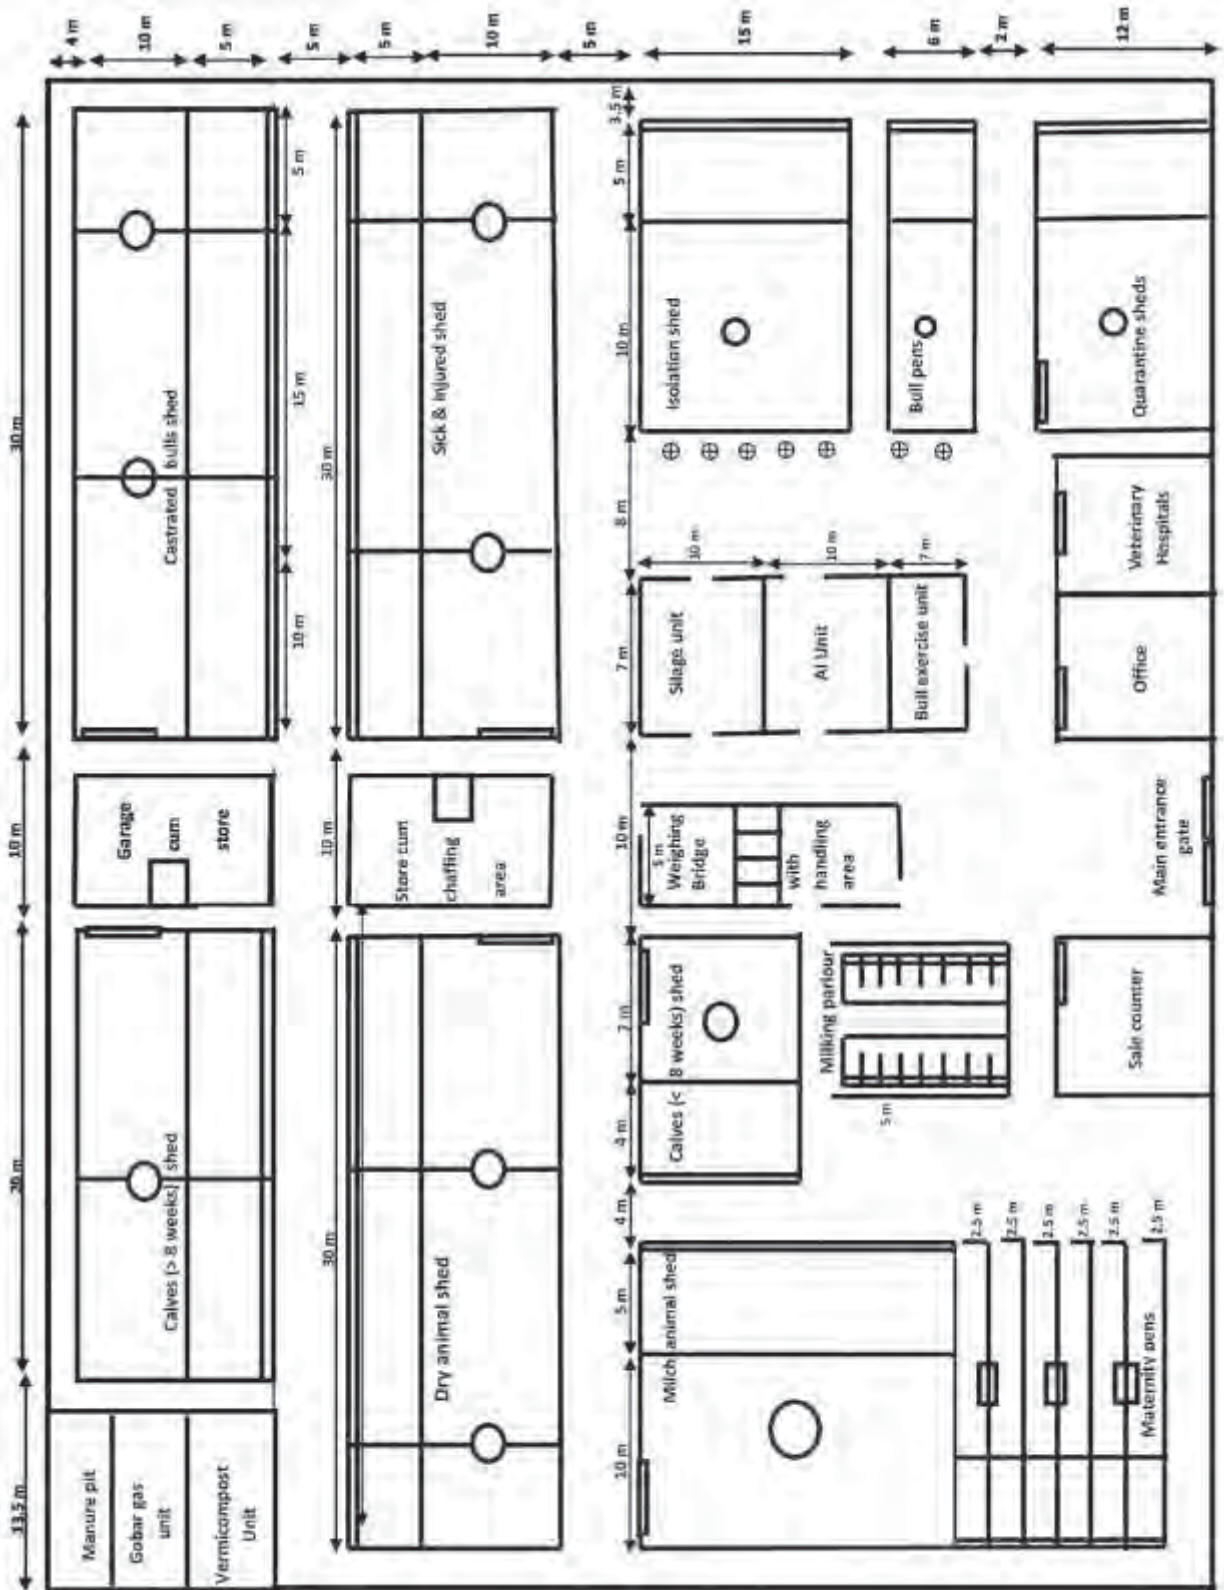 13.5 m
20 m
10 m
30 m
4 m
10 m
5 m
Manure pit
Gobar gas
unit
Vermicompost
Unit
Calves (> 8 weeks) shed
Garage
cum
store
Castrated bulls shed
10 m
15 m
5 m
5 m
30 m
10 m
30 m
5 m
10 m
Dry animal shed
Store cum
chaffing
area
Sick & Injured shed
5 m
10 m
5 m
4 m
4 m
7 m
10 m
7 m
8 m
10 m
5 m
3.5 m
15 m
Milch animal shed
Calves (< 8 weeks) shed
5 m
Weighing
Bridge
with
handling
area
Silage unit
10 m
AI Unit
10 m
Bull exercise unit
7 m
Isolation shed
Milking parlour
5 m
Bull pens
6 m
2 m
2.5 m
2.5 m
2.5 m
2.5 m
2.5 m
2.5 m
Maternity pens
Sale counter
Main entrance
gate
Office
Veterinary
Hospitals
Quarantine sheds
12 m